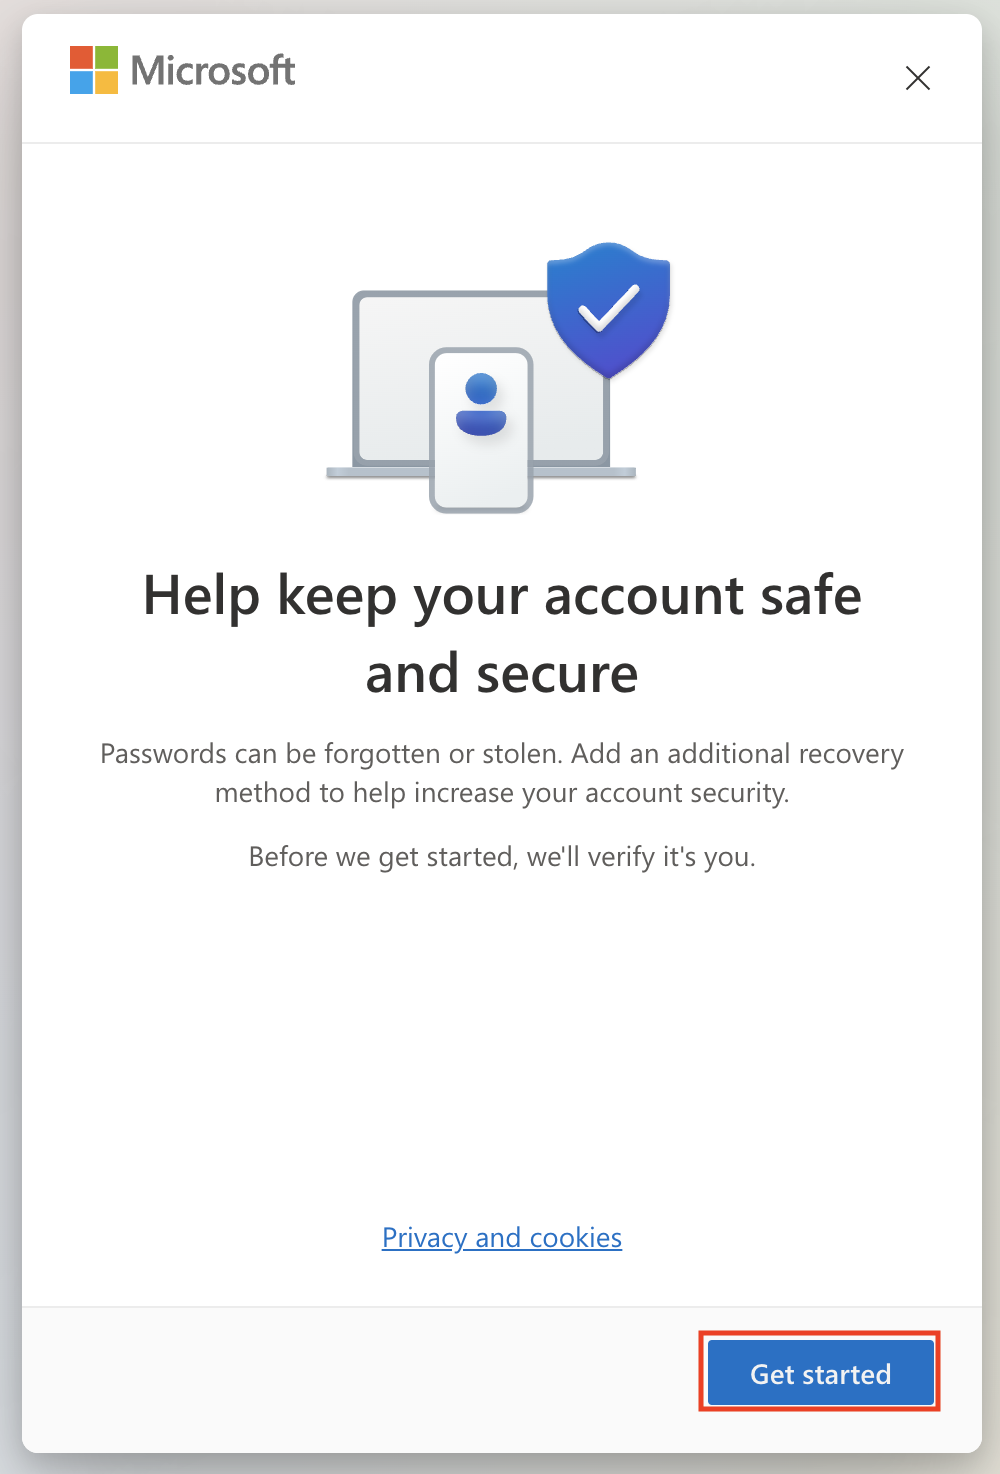 Microsoft
Help keep your account safe
and secure
Passwords can be forgotten or stolen. Add an additional recovery
method to help increase your account security.
Before we get started, we'll verify it's you.
Privacy and cookies
Get started